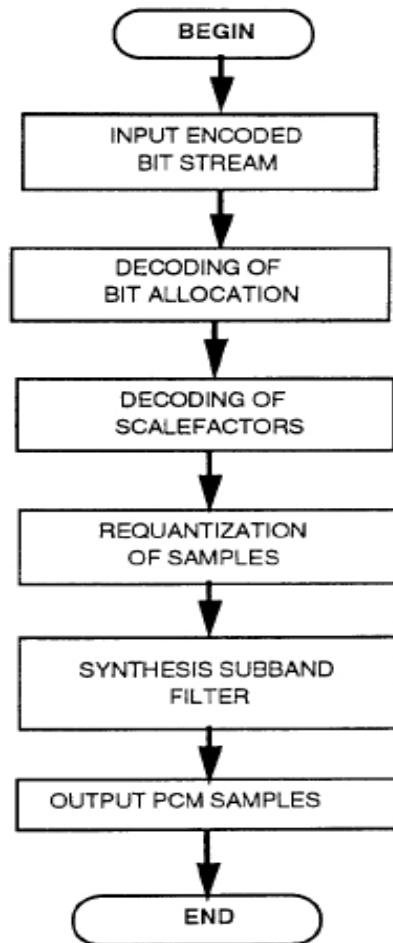 BEGIN
INPUT ENCODED
BIT STREAM
DECODING OF
BIT ALLOCATION
DECODING OF
SCALEFACTORS
REQUANTIZATION
OF SAMPLES
SYNTHESIS SUBBAND
FILTER
OUTPUT PCM SAMPLES
END